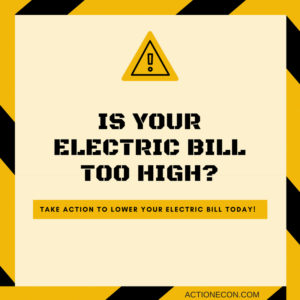 IS YOUR
ELECTRIC BILL
TOO HIGH?
TAKE ACTION TO LOWER YOUR ELECTRIC BILL TODAY!
ACTIONECON.COM